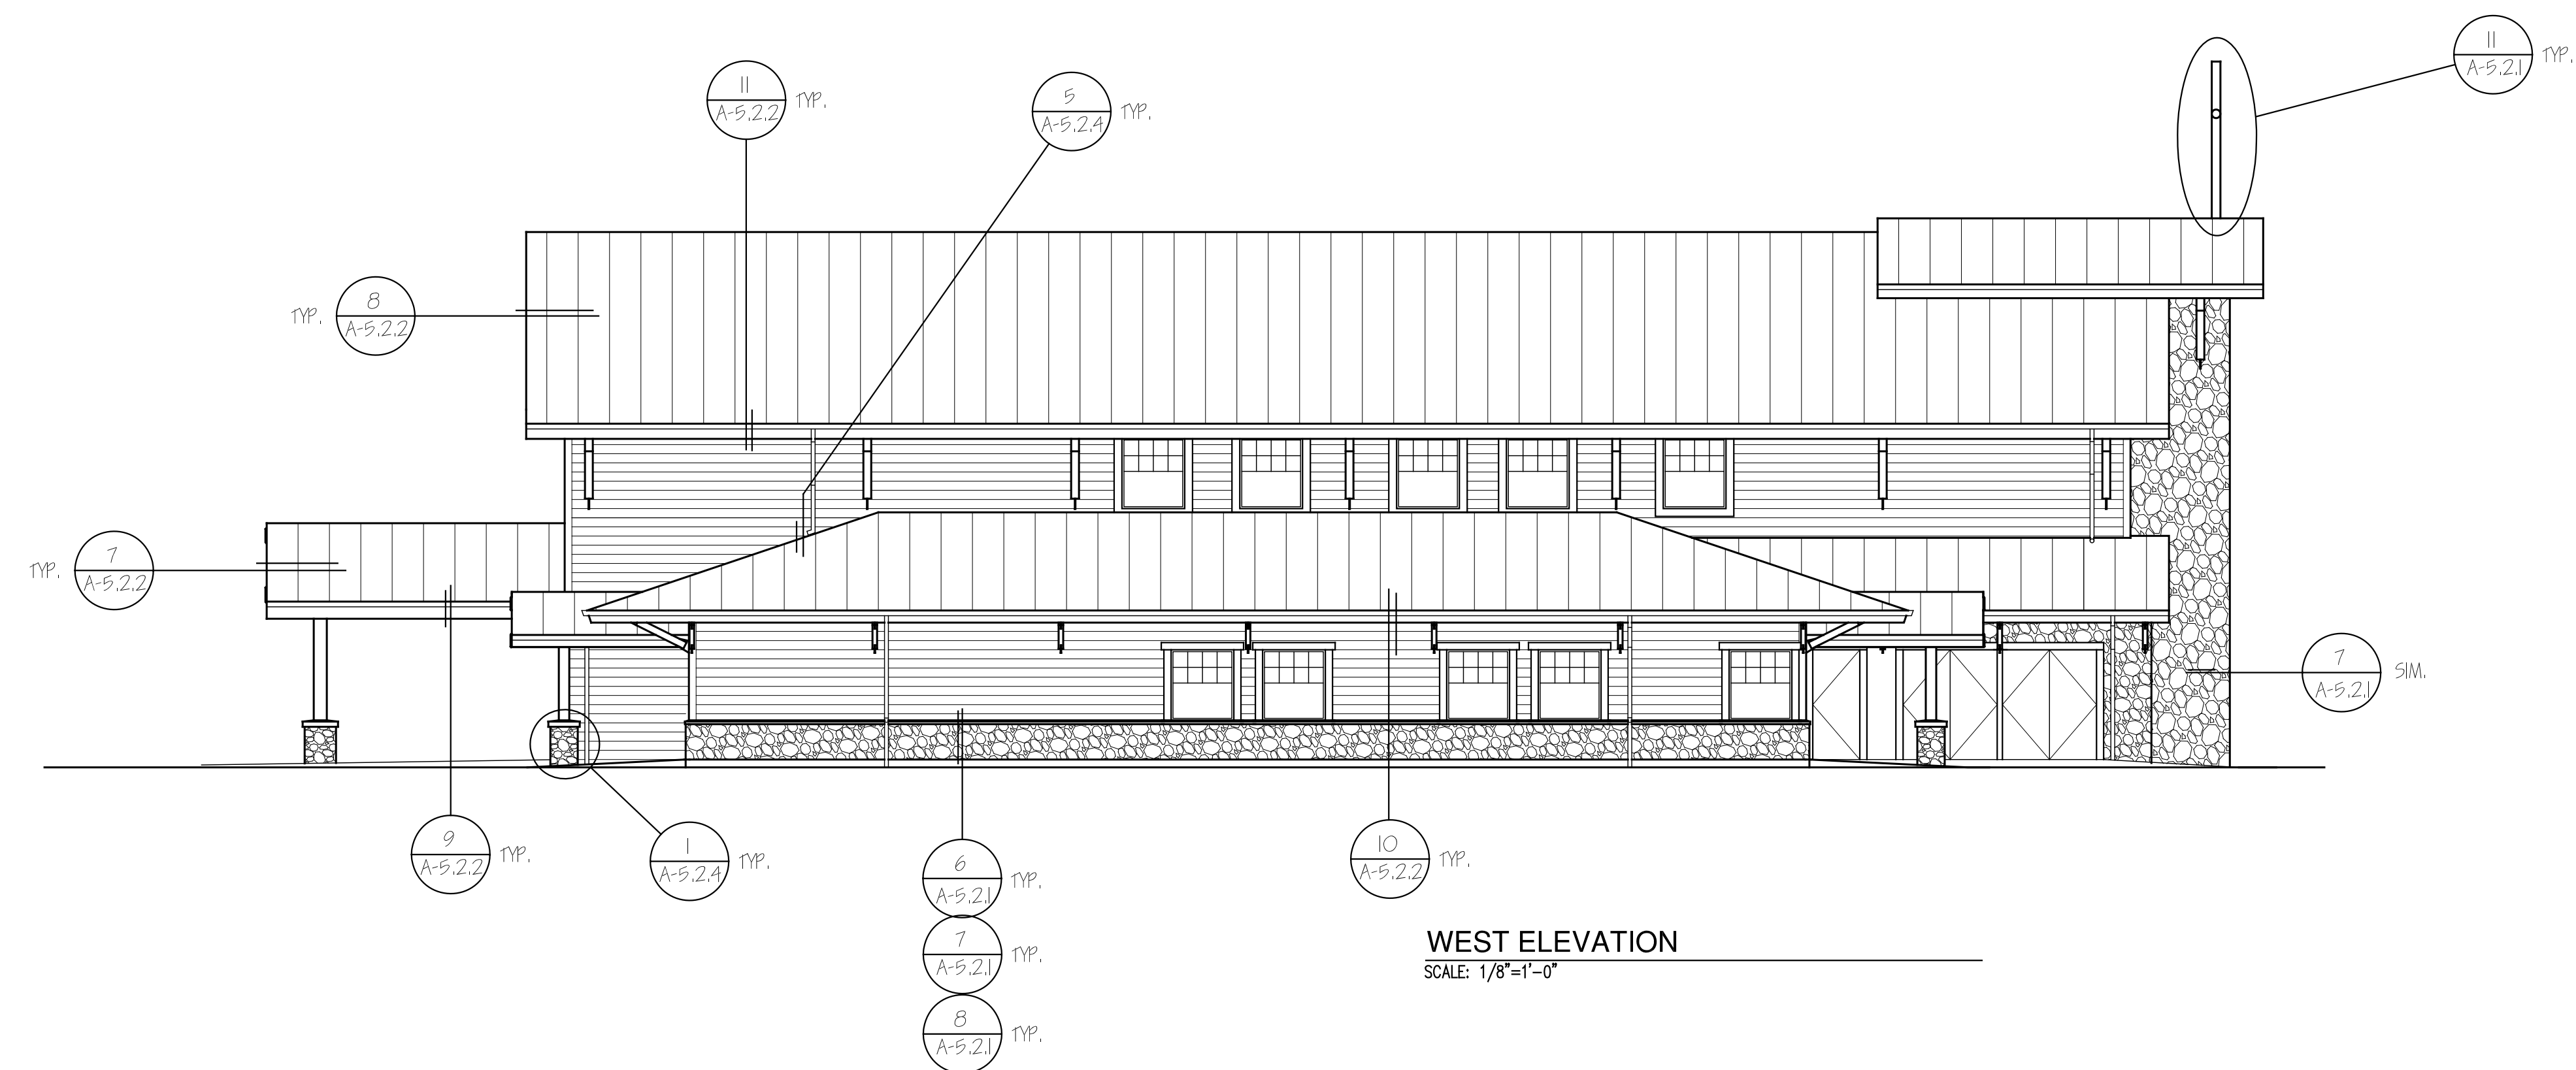 11
A-5.2.1 TYP.
11
A-5.2.2 TYP.
5
A-5.2.4 TYP.
8
TYP. A-5.2.2
7
TYP. A-5.2.2
7
A-5.2.1 SIM.
9
A-5.2.2 TYP.
1
A-5.2.4 TYP.
6
A-5.2.1 TYP.
7
A-5.2.1 TYP.
8
A-5.2.1 TYP.
10
A-5.2.2 TYP.
WEST ELEVATION
SCALE: 1/8"=1'-0"